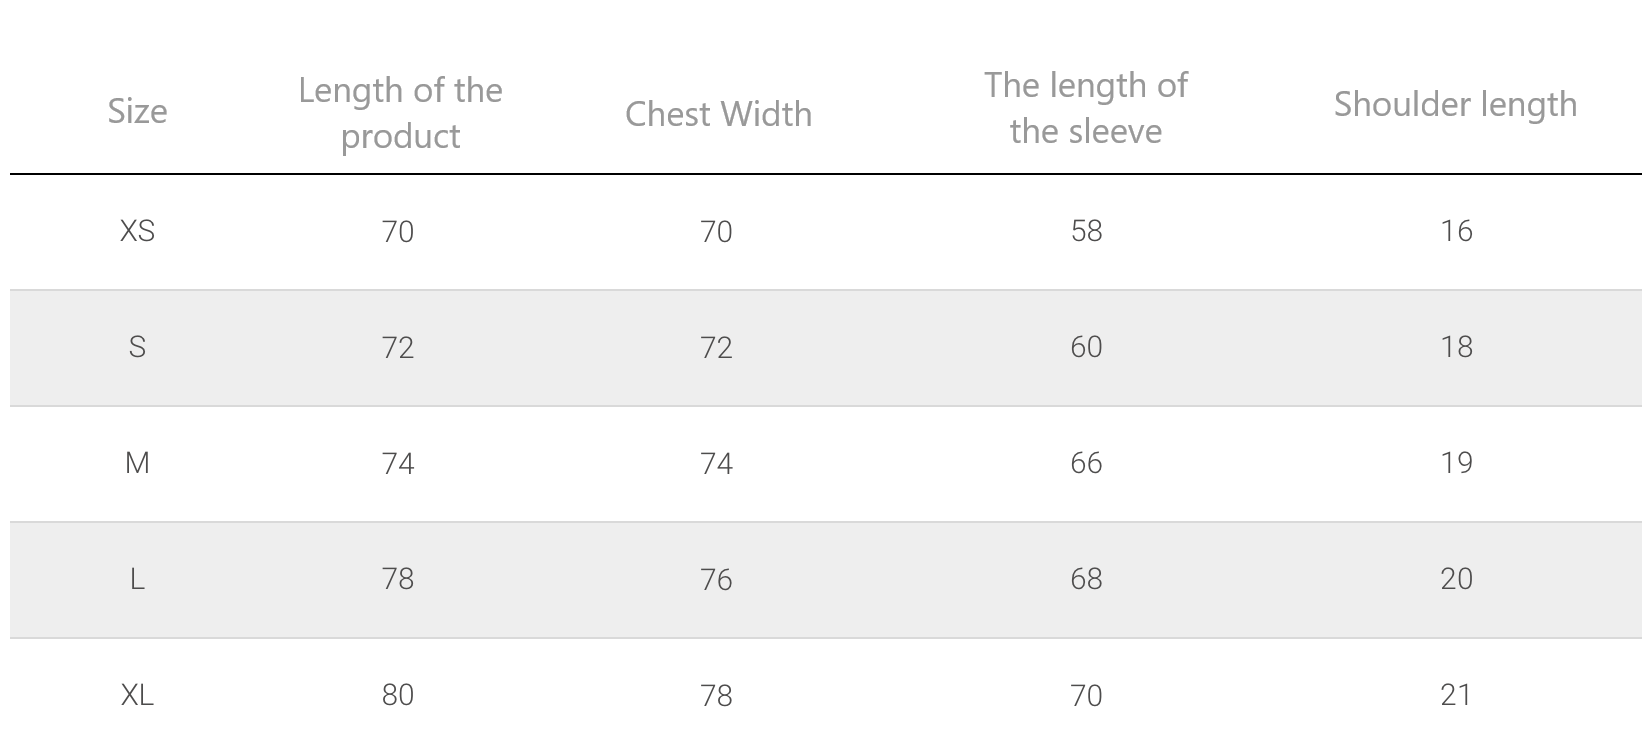 Size Length of the product Chest Width The length of the sleeve Shoulder length
XS 70 70 58 16
S 72 72 60 18
M 74 74 66 19
L 78 76 68 20
XL 80 78 70 21